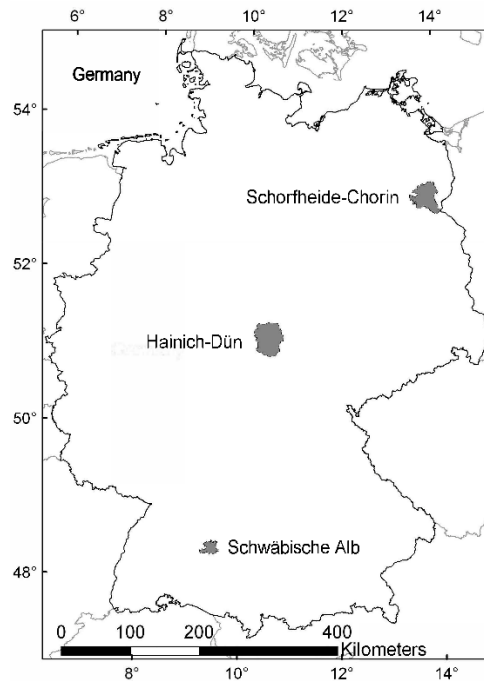 6° 8° 10° 12° 14°
Germany
54°
Schorfheide-Chorin
52°
Hainich-Dün
50°
Schwäbische Alb
48°
0 100 200 400
Kilometers
6° 8° 10° 12° 14°